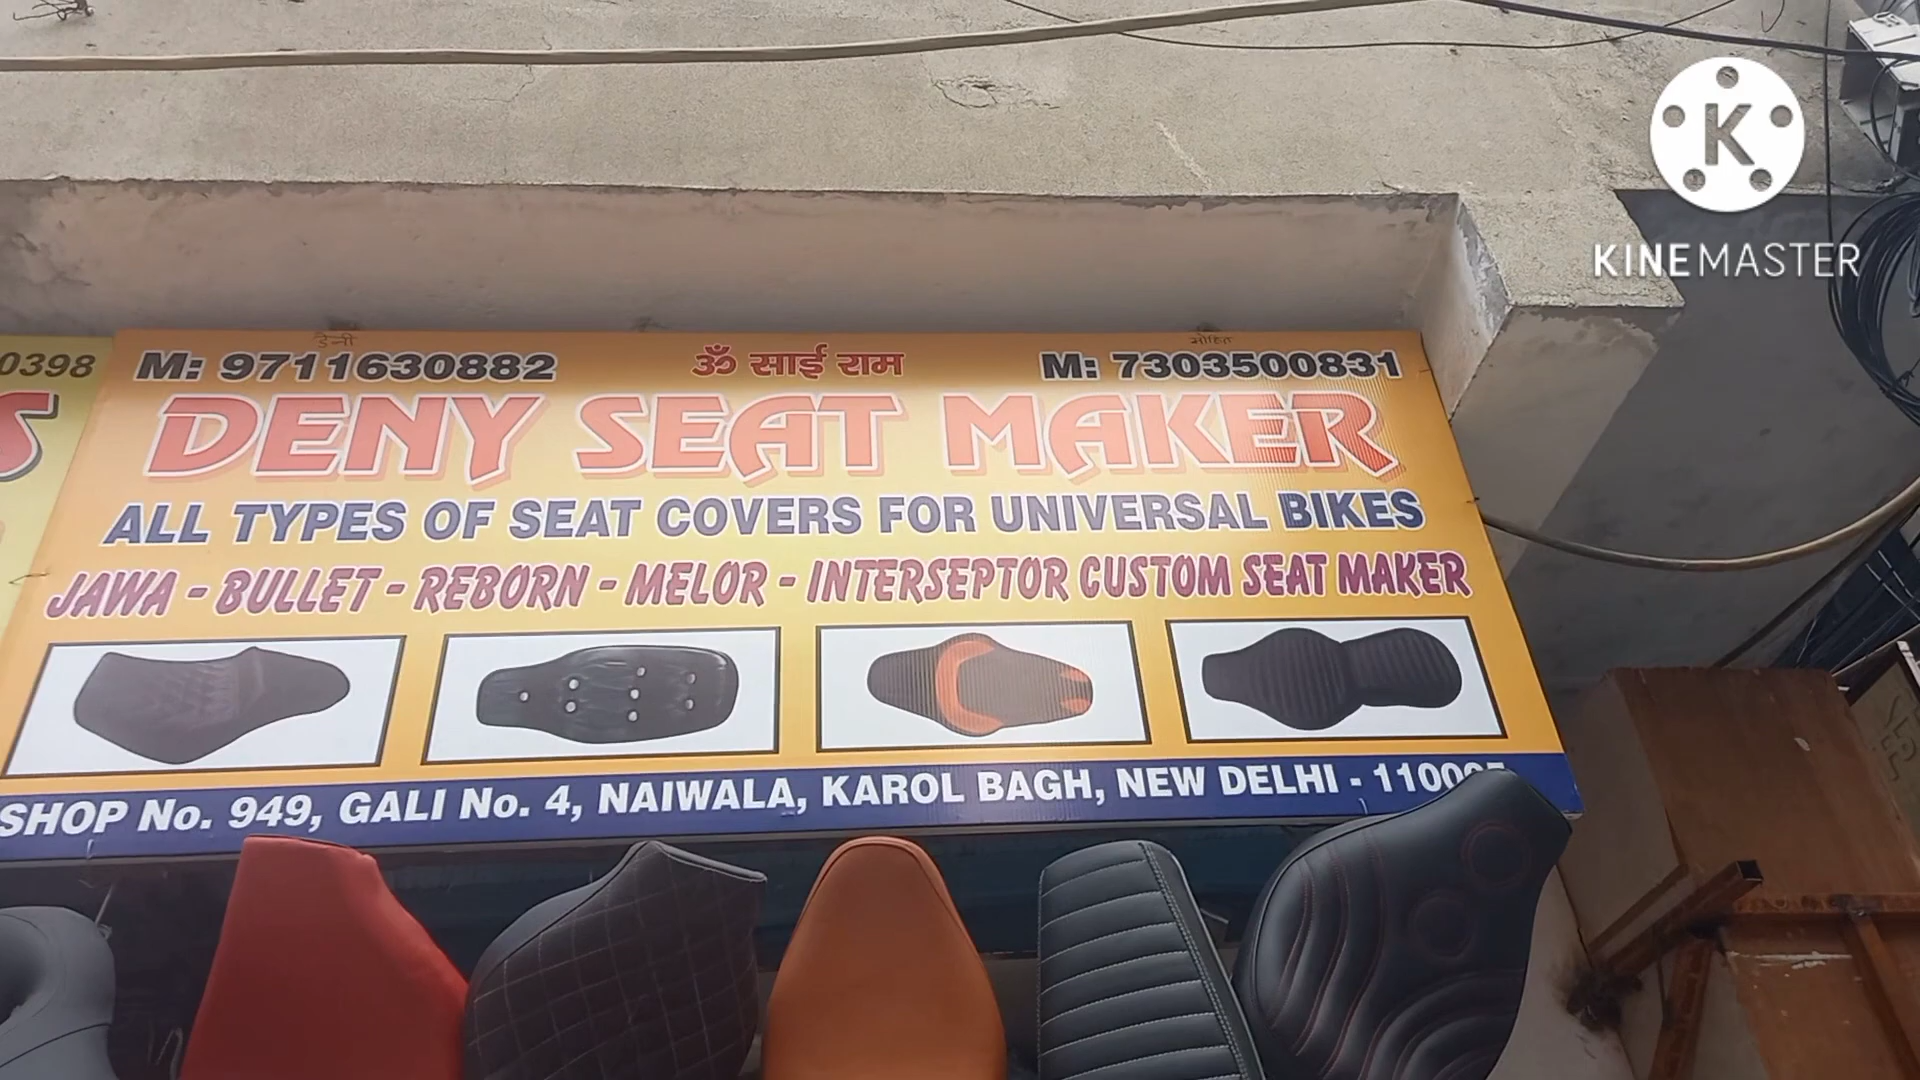 K
KINEMASTER
डैनी
मोहित
0398
M: 9711630882 ॐ साई राम M: 7303500831
S
DENY SEAT MAKER
ALL TYPES OF SEAT COVERS FOR UNIVERSAL BIKES
JAWA - BULLET - REBORN - MELOR - INTERSEPTOR CUSTOM SEAT MAKER
SHOP No. 949, GALI No. 4, NAIWALA, KAROL BAGH, NEW DELHI -